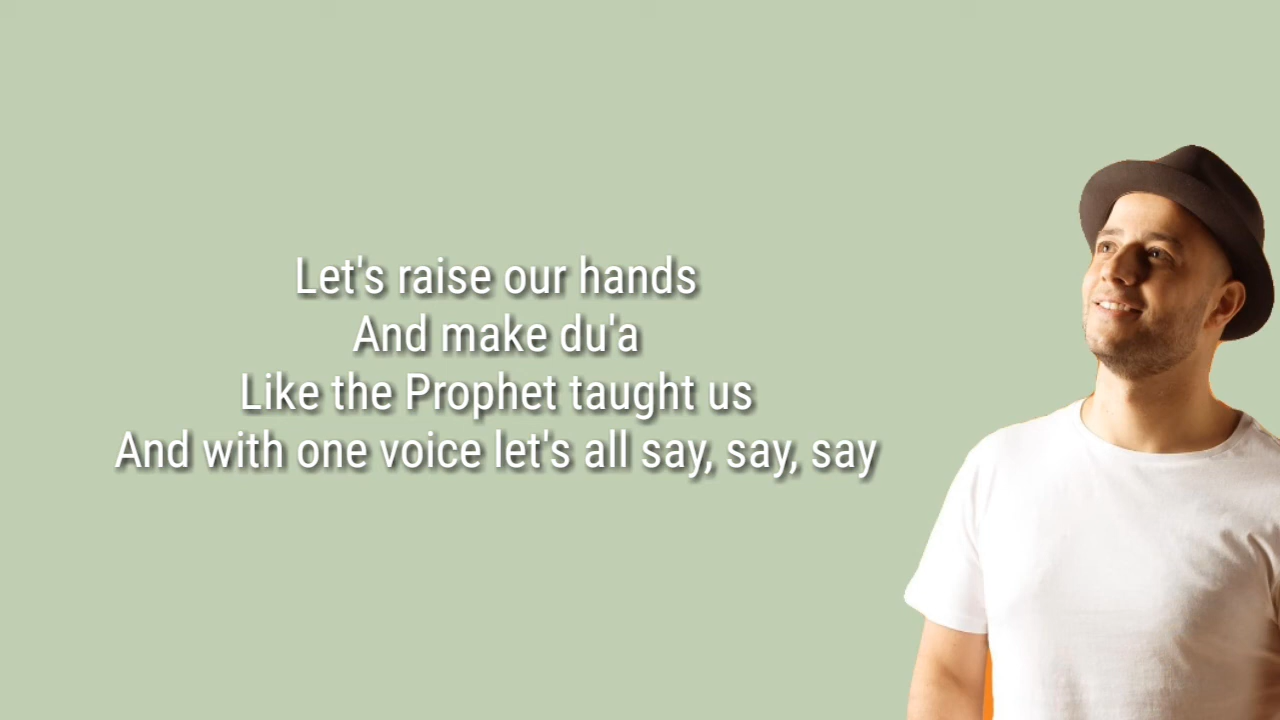 Let's raise our hands
And make du'a
Like the Prophet taught us
And with one voice let's all say, say, say